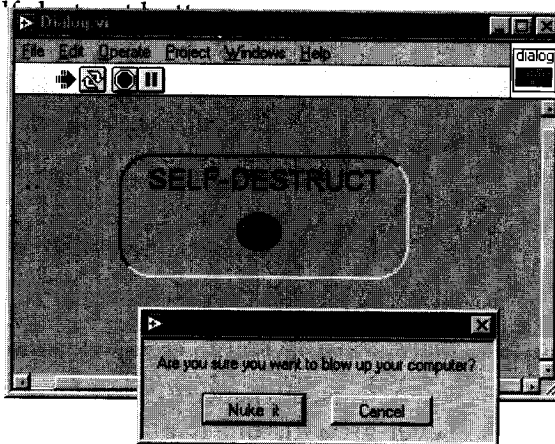 Dialog.vi
File Edit Operate Project Windows Help
dialog
SELF-DESTRUCT
Are you sure you want to blow up your computer?
Nuke it Cancel